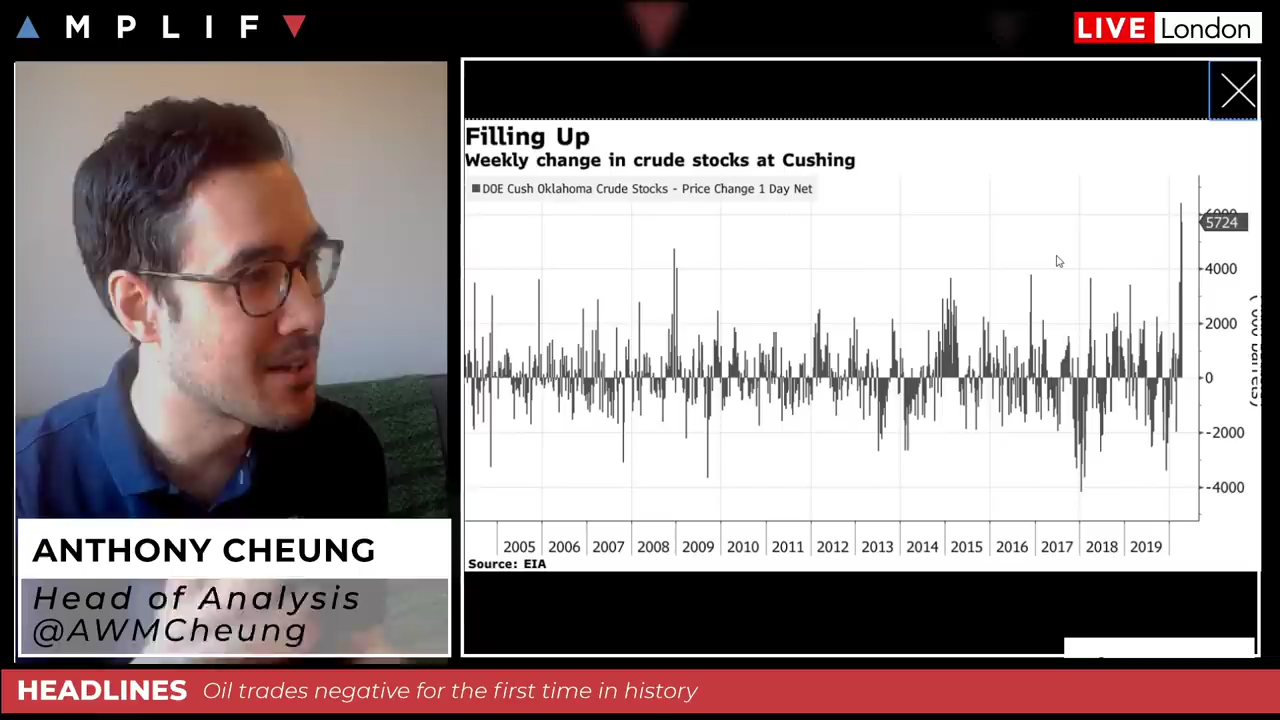 ▲ M P L I F ▼
LIVE London
Filling Up
Weekly change in crude stocks at Cushing
DOE Cush Oklahoma Crude Stocks - Price Change 1 Day Net
6000
5724
4000
2000
0
-2000
-4000
2005 2006 2007 2008 2009 2010 2011 2012 2013 2014 2015 2016 2017 2018 2019
Source: EIA
ANTHONY CHEUNG
Head of Analysis
@AWMCheung
HEADLINES Oil trades negative for the first time in history